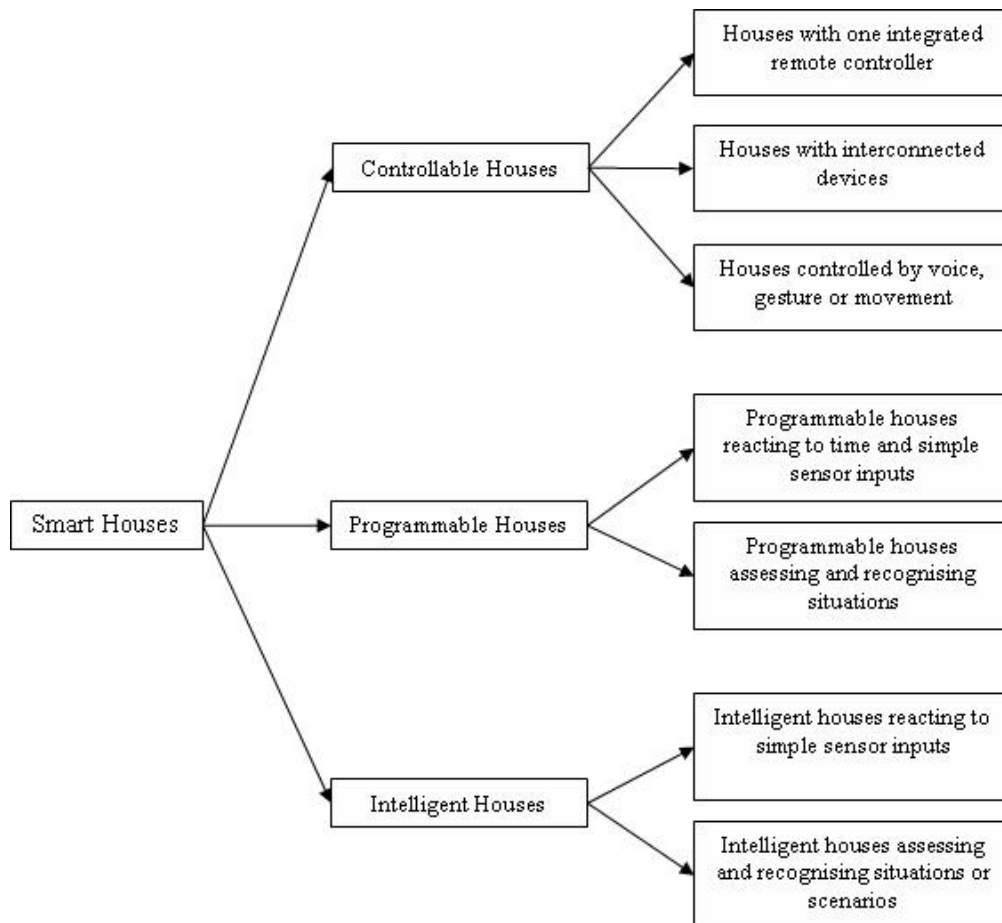 Houses with one integrated
remote controller
Controllable Houses
Houses with interconnected
devices
Houses controlled by voice,
gesture or movement
Programmable houses
reacting to time and simple
sensor inputs
Smart Houses
Programmable Houses
Programmable houses
assessing and recognising
situations
Intelligent houses reacting to
simple sensor inputs
Intelligent Houses
Intelligent houses assessing
and recognising situations or
scenarios